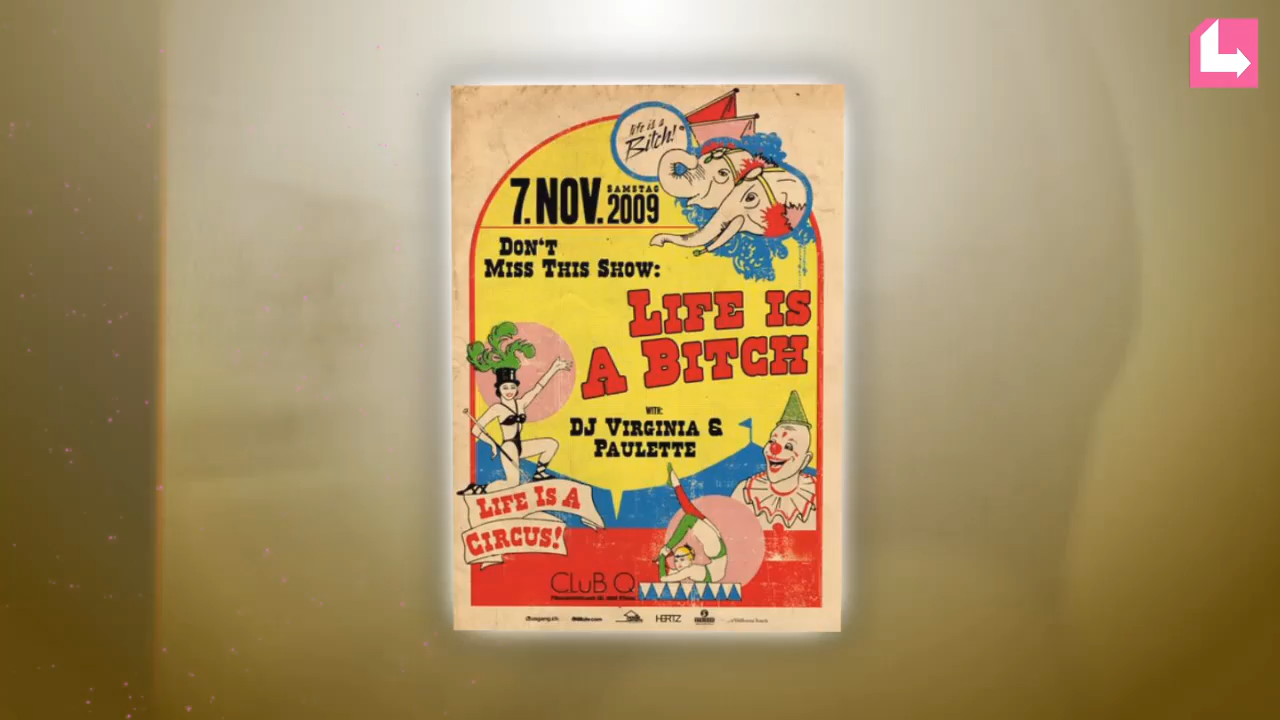 life is a
Bitch!
7. NOV. SAMSTAG
2009
DON'T
MISS THIS SHOW:
LIFE IS
A BITCH
WITH:
DJ VIRGINIA &
PAULETTE
LIFE IS A
CIRCUS!
CLUB Q
HERTZ